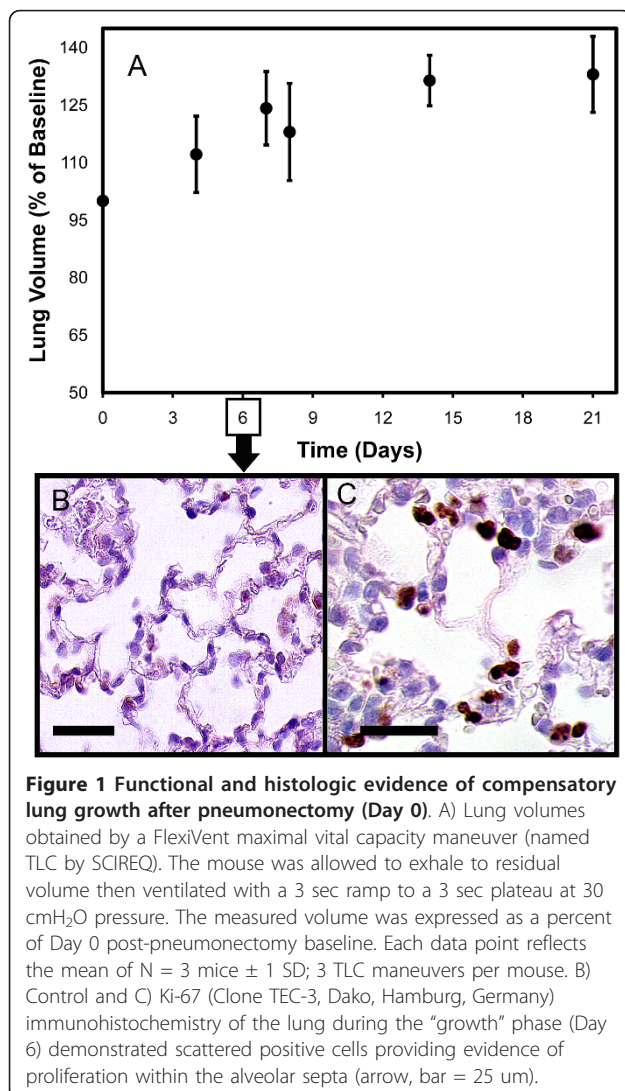 140
125
110
95
80
65
50
Lung Volume (% of Baseline)
A
0 3 6 9 12 15 18 21
Time (Days)
B
C
Figure 1 Functional and histologic evidence of compensatory
lung growth after pneumonectomy (Day 0). A) Lung volumes
obtained by a FlexiVent maximal vital capacity maneuver (named
TLC by SCIREQ). The mouse was allowed to exhale to residual
volume then ventilated with a 3 sec ramp to a 3 sec plateau at 30
cmH₂O pressure. The measured volume was expressed as a percent
of Day 0 post-pneumonectomy baseline. Each data point reflects
the mean of N = 3 mice ± 1 SD; 3 TLC maneuvers per mouse. B)
Control and C) Ki-67 (Clone TEC-3, Dako, Hamburg, Germany)
immunohistochemistry of the lung during the “growth” phase (Day
6) demonstrated scattered positive cells providing evidence of
proliferation within the alveolar septa (arrow, bar = 25 um).